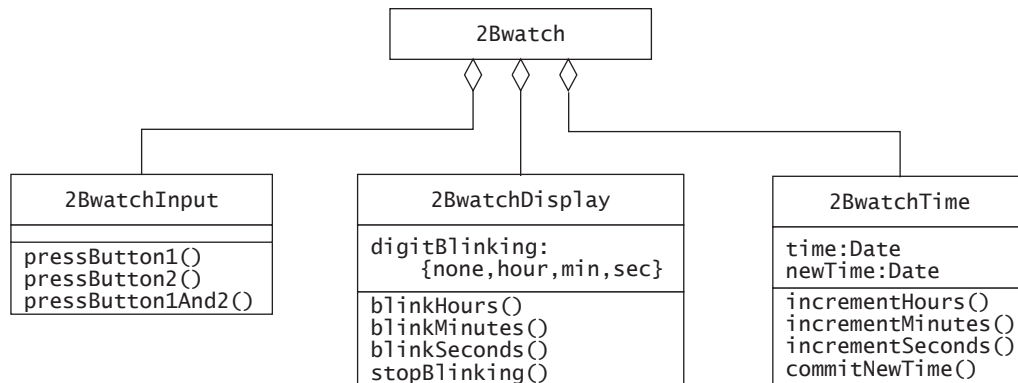 2Bwatch
2BwatchInput
pressButton1()
pressButton2()
pressButton1And2()
2BwatchDisplay
digitBlinking:
{none,hour,min,sec}
blinkHours()
blinkMinutes()
blinkSeconds()
stopBlinking()
2BwatchTime
time:Date
newTime:Date
incrementHours()
incrementMinutes()
incrementSeconds()
commitNewTime()